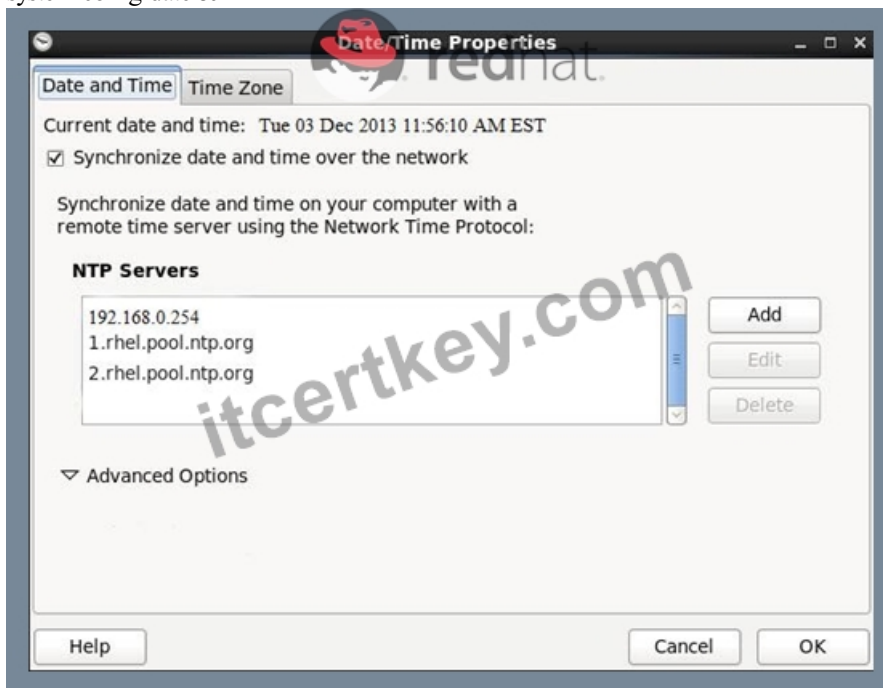 Date/Time Properties
redhat.
Date and Time Time Zone
Current date and time: Tue 03 Dec 2013 11:56:10 AM EST
Synchronize date and time over the network
Synchronize date and time on your computer with a
remote time server using the Network Time Protocol:
NTP Servers
192.168.0.254
1.rhel.pool.ntp.org
2.rhel.pool.ntp.org
Add
Edit
Delete
itcertkey.com
Advanced Options
Help Cancel OK